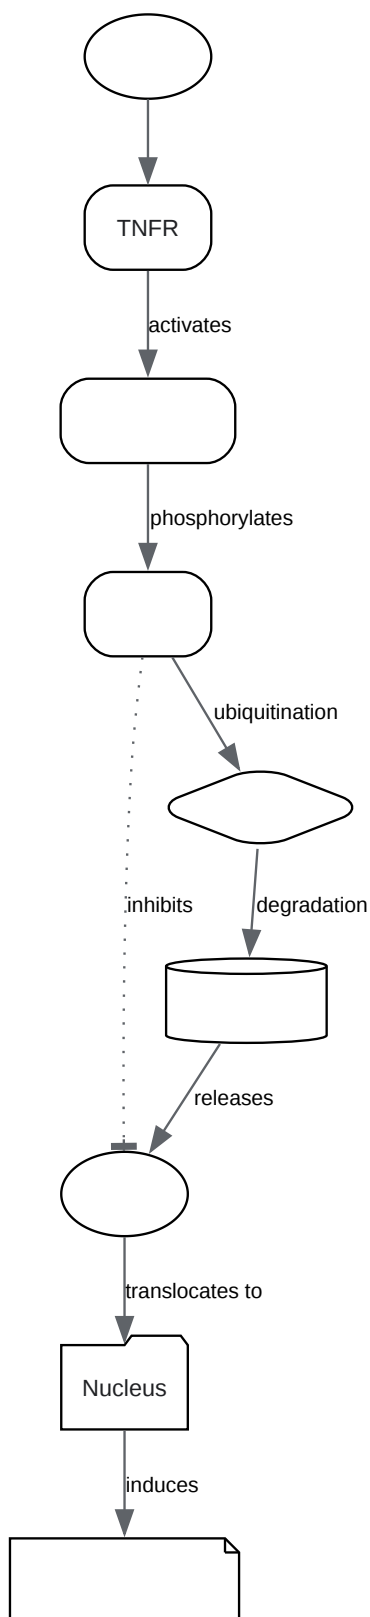 TNFR
activates
phosphorylates
ubiquitination
inhibits
degradation
releases
translocates to
Nucleus
induces